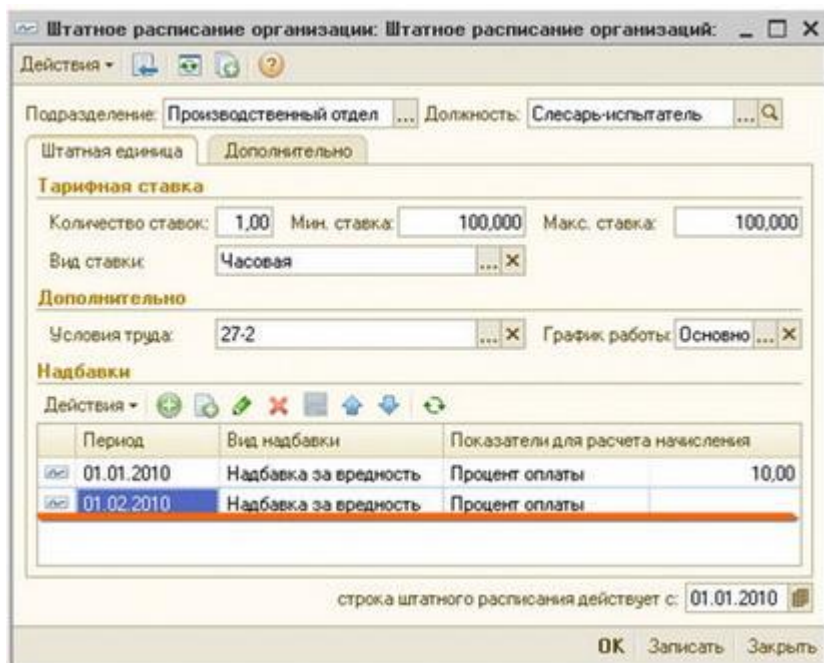 Штатное расписание организации: Штатное расписание организаций:
Действия
Подразделение: Производственный отдел ... Должность: Слесарь-испытатель ...
Штатная единица Дополнительно
Тарифная ставка
Количество ставок: 1,00 Мин. ставка: 100,000 Макс. ставка: 100,000
Вид ставки: Часовая ...
Дополнительно
Условия труда: 27-2 ... График работы: Основно ...
Надбавки
Действия
Период Вид надбавки Показатели для расчета начисления
01.01.2010 Надбавка за вредность Процент оплаты 10,00
01.02.2010 Надбавка за вредность Процент оплаты
строка штатного расписания действует с: 01.01.2010
OK Записать Закрыть